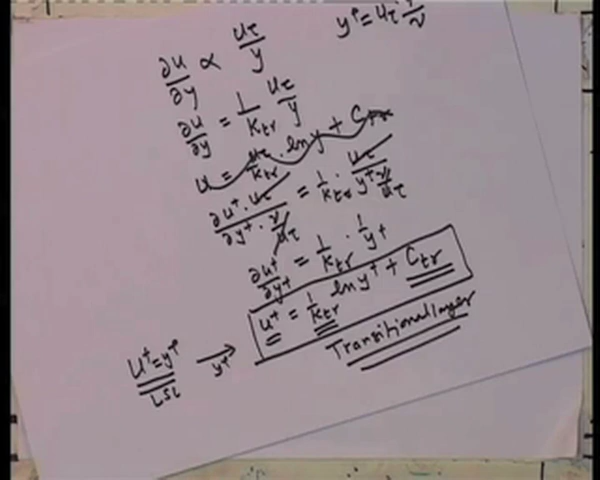 y⁺ = uτ y/ν
∂u/∂y ∝ uτ/y
∂u/∂y = 1/Ktr uτ/y
u = uτ/Ktr · ln y + Ctr
∂u⁺·uτ/∂y⁺·ν/uτ = 1/Ktr · uτ/y⁺ν/uτ
∂u⁺/∂y⁺ = 1/Ktr · 1/y⁺
u⁺ = 1/Ktr ln y⁺ + Ctr
Transitional layer
U⁺ = y⁺ → y⁺
LSL